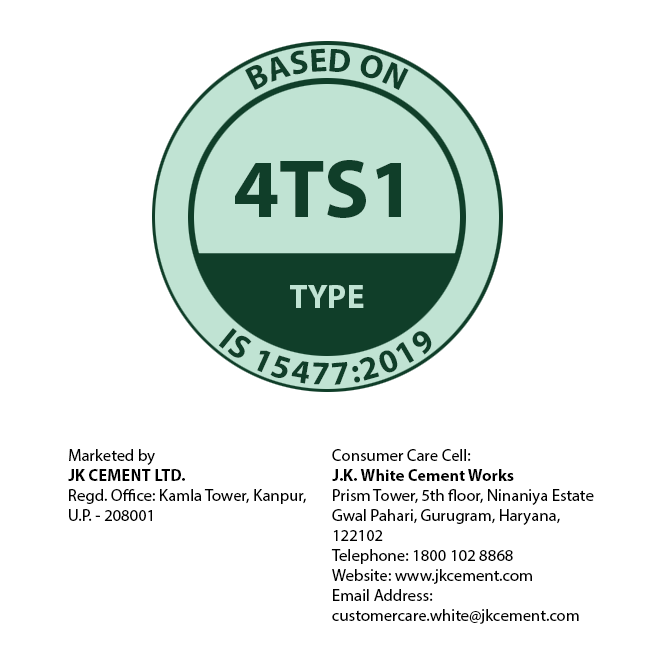 BASED ON
4TS1
TYPE
IS 15477:2019
Marketed by
JK CEMENT LTD.
Regd. Office: Kamla Tower, Kanpur,
U.P. - 208001
Consumer Care Cell:
J.K. White Cement Works
Prism Tower, 5th floor, Ninaniya Estate
Gwal Pahari, Gurugram, Haryana,
122102
Telephone: 1800 102 8868
Website: www.jkcement.com
Email Address:
customercare.white@jkcement.com